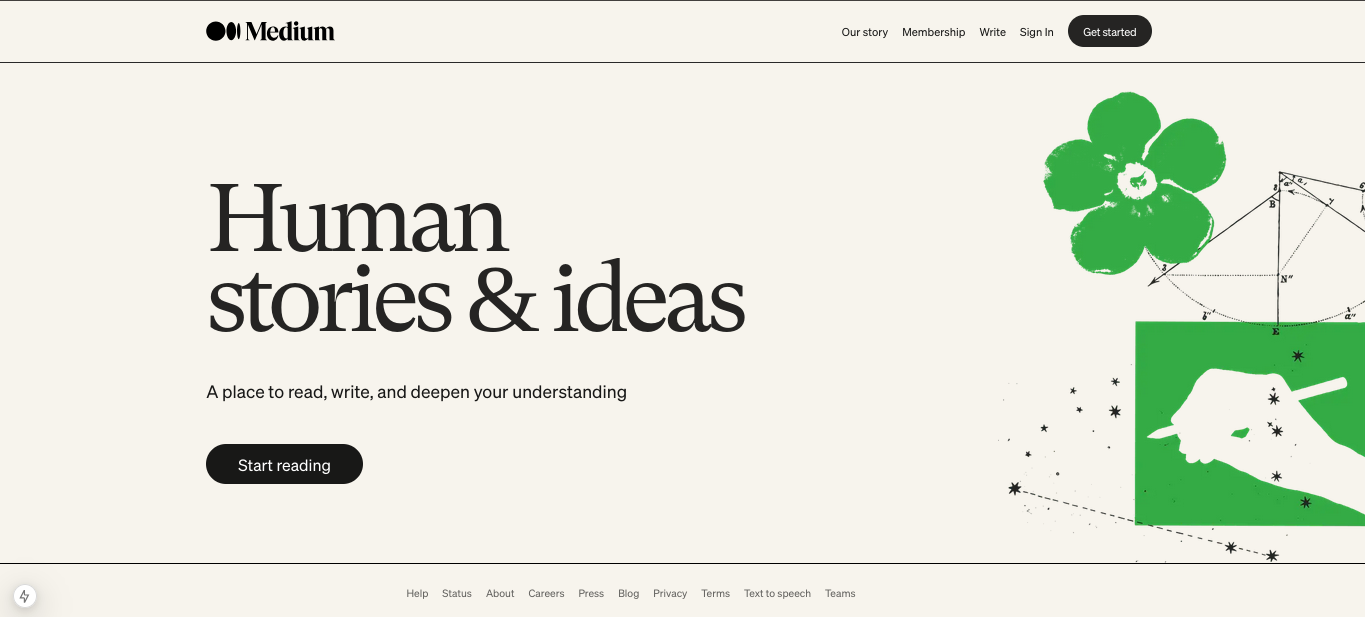 Medium
Our story Membership Write Sign In Get started
Human
stories & ideas
A place to read, write, and deepen your understanding
Start reading
B
N"
b"
a"
E
Help Status About Careers Press Blog Privacy Terms Text to speech Teams